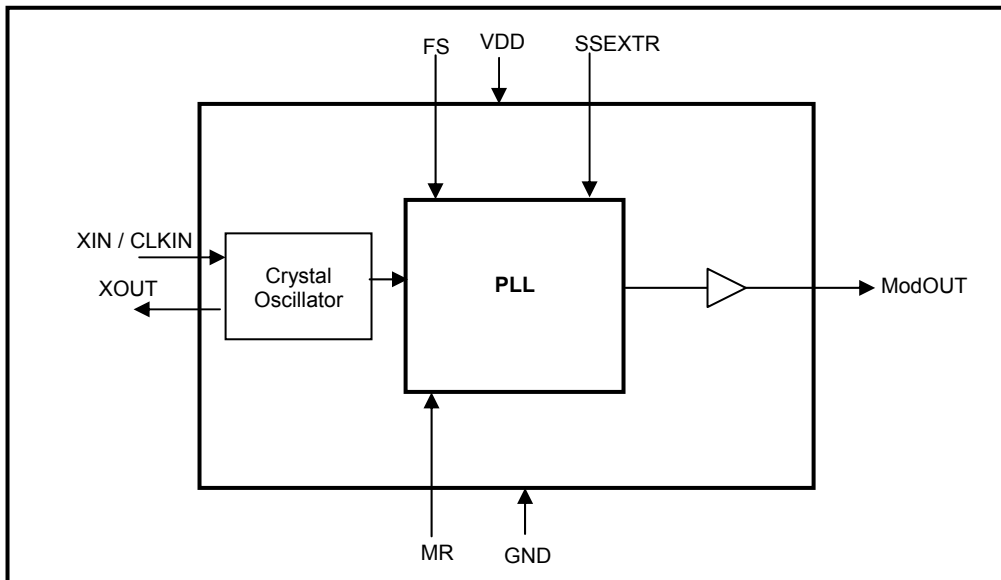 FS
VDD
SSEXTR
XIN / CLKIN
XOUT
Crystal
Oscillator
PLL
ModOUT
MR
GND